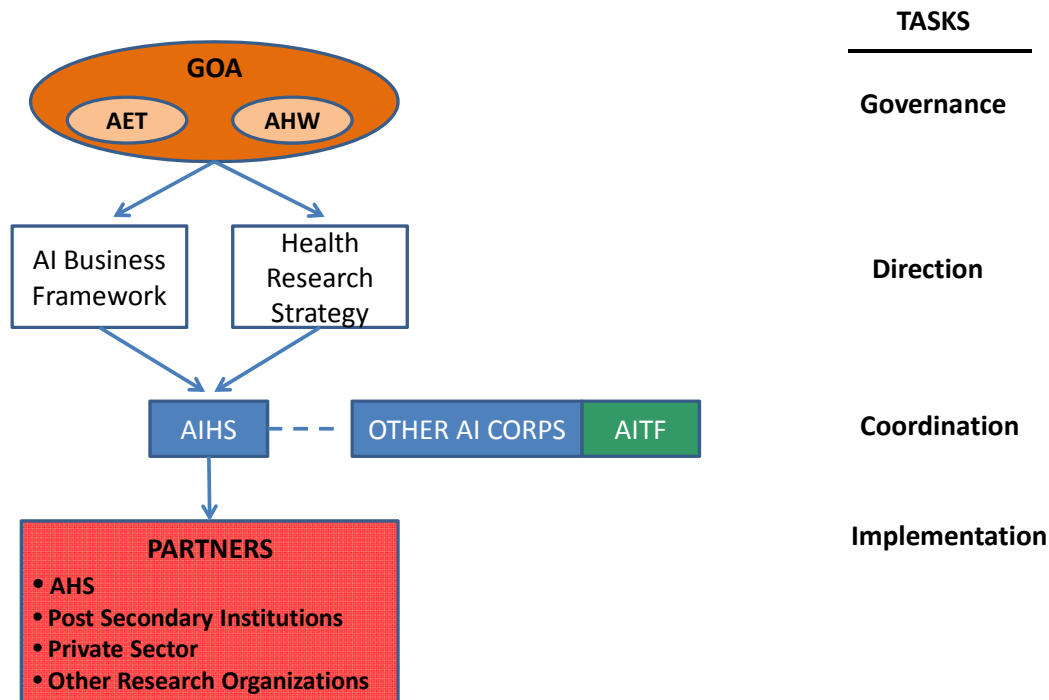 TASKS
GOA
AET
AHW
Governance
AI Business
Framework
Health
Research
Strategy
Direction
AIHS
OTHER AI CORPS
AITF
Coordination
PARTNERS
• AHS
• Post Secondary Institutions
• Private Sector
• Other Research Organizations
Implementation